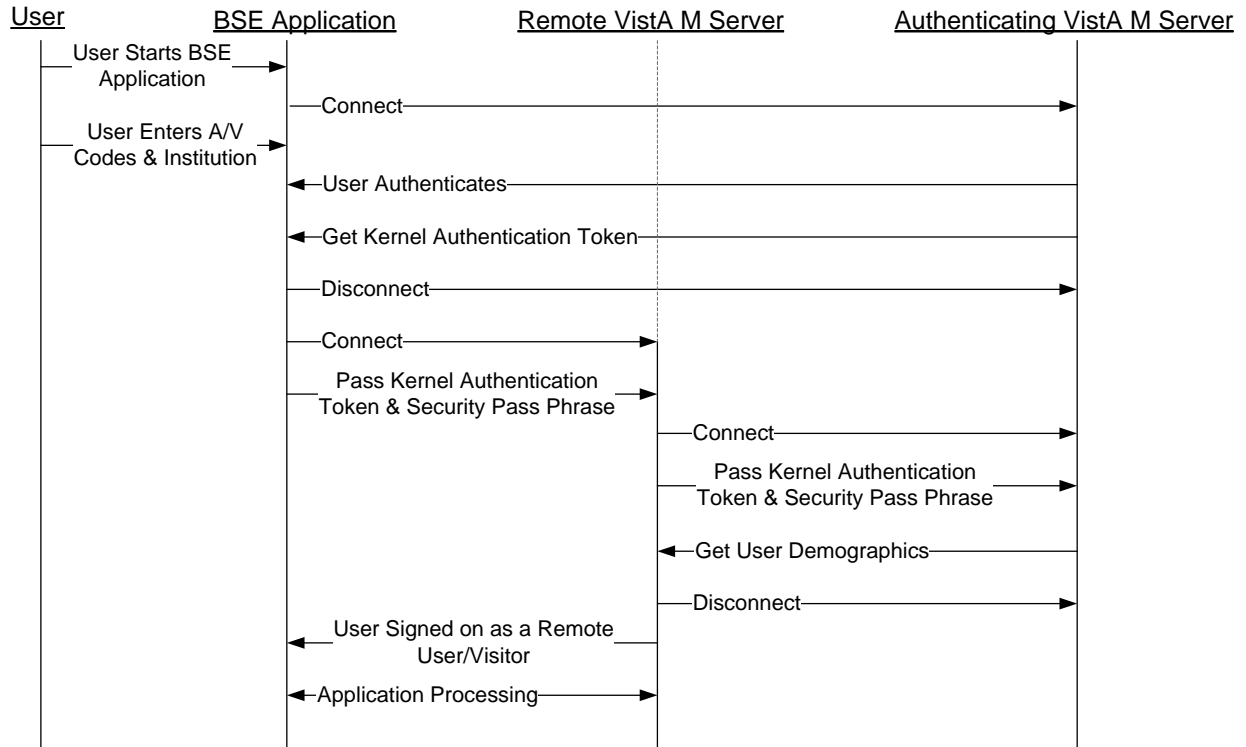 User
BSE Application
Remote VistA M Server
Authenticating VistA M Server
User Starts BSE
Application
Connect
User Enters A/V
Codes & Institution
User Authenticates
Get Kernel Authentication Token
Disconnect
Connect
Pass Kernel Authentication
Token & Security Pass Phrase
Connect
Pass Kernel Authentication
Token & Security Pass Phrase
Get User Demographics
Disconnect
User Signed on as a Remote
User/Visitor
Application Processing